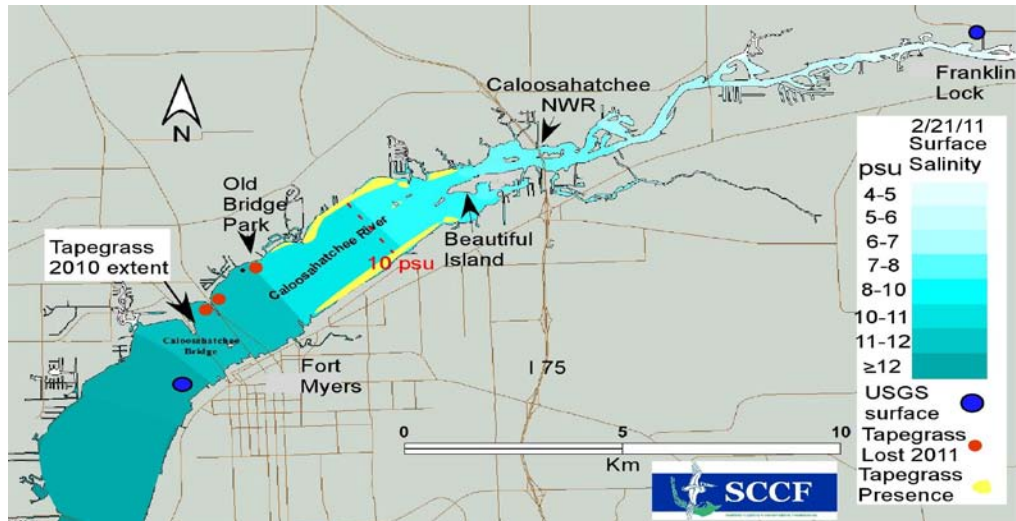 Franklin
Lock
Caloosahatchee
NWR
N
Old
Bridge
Park
Tapegrass
2010 extent
Caloosahatchee River
10 psu
Beautiful
Island
Caloosahatchee
Bridge
Fort
Myers
I 75
0
5
10
Km
SCCF
2/21/11
Surface
Salinity
psu
4-5
5-6
6-7
7-8
8-10
10-11
11-12
≥12
USGS
surface
Tapegrass
Lost 2011
Tapegrass
Presence